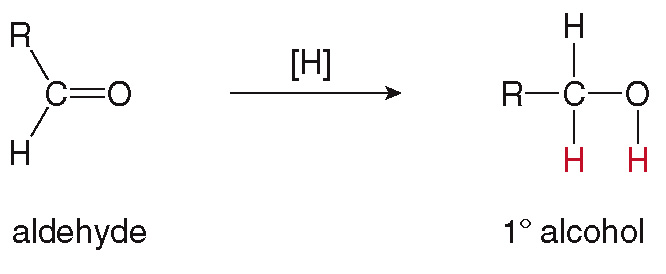 R
C=O
H
[H]
H
R—C—O
H H
aldehyde
1° alcohol